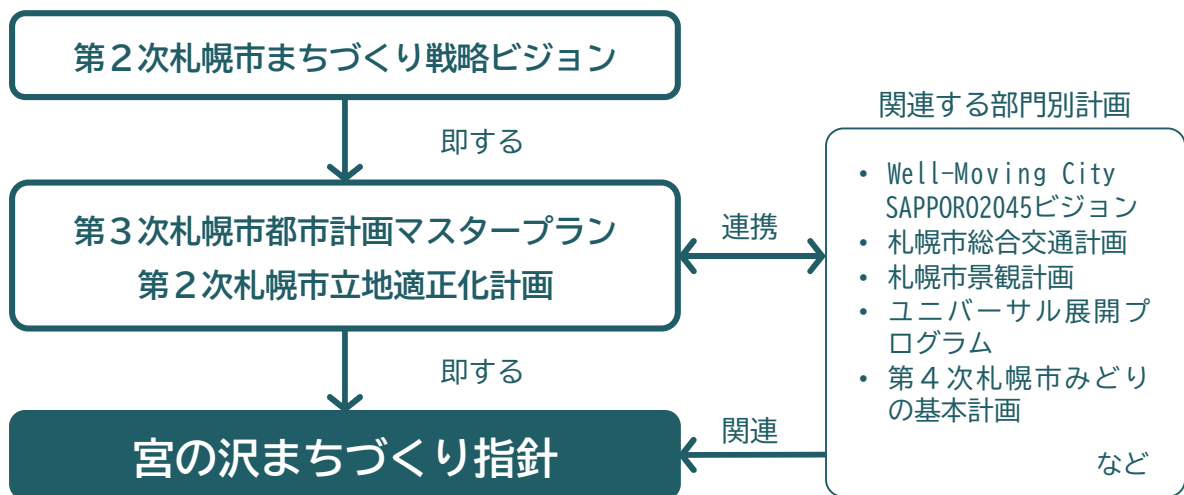 第２次札幌市まちづくり戦略ビジョン
即する
第３次札幌市都市計画マスタープラン
第２次札幌市立地適正化計画
即する
宮の沢まちづくり指針
連携
関連
関連する部門別計画
• Well-Moving City
SAPPORO2045ビジョン
• 札幌市総合交通計画
• 札幌市景観計画
• ユニバーサル展開プ
ログラム
• 第４次札幌市みどり
の基本計画
など